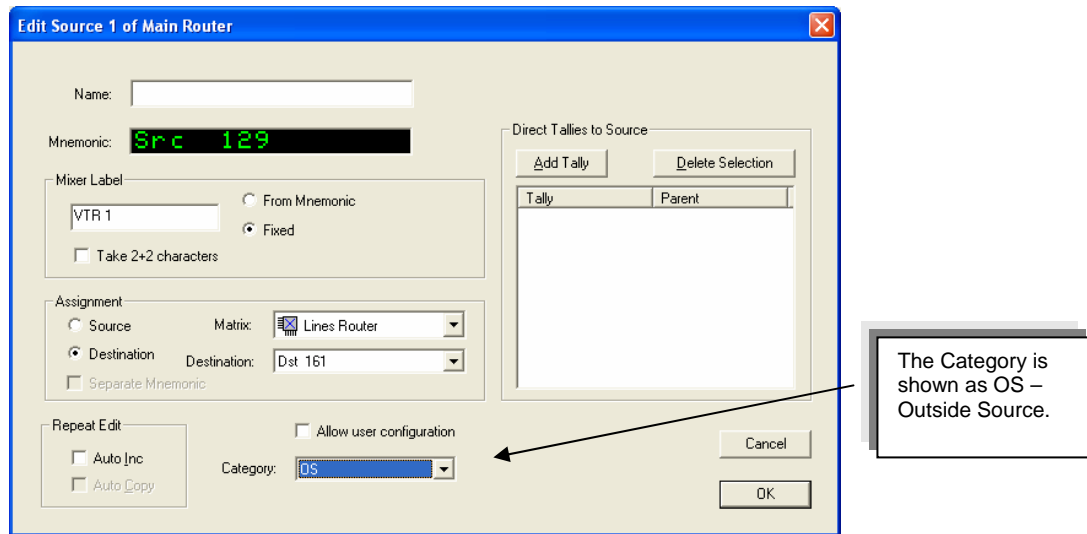 Edit Source 1 of Main Router
Name:
Mnemonic: Src 129
Mixer Label
VTR 1
From Mnemonic
Fixed
Take 2+2 characters
Assignment
Source
Matrix: Lines Router
Destination
Destination: Dst 161
Separate Mnemonic
Repeat Edit
Auto Inc
Auto Copy
Allow user configuration
Category: OS
Direct Tallies to Source
Add Tally Delete Selection
Tally Parent
Cancel
OK
The Category is
shown as OS –
Outside Source.